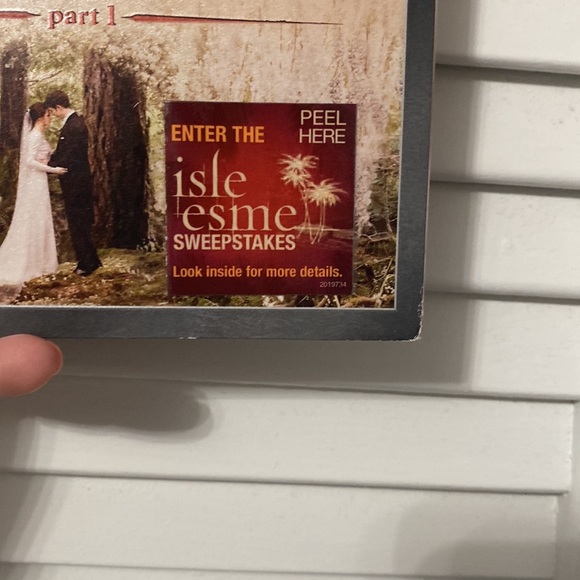 part 1
PEEL
HERE
ENTER THE
isle
esme
SWEEPSTAKES
Look inside for more details.
2019734